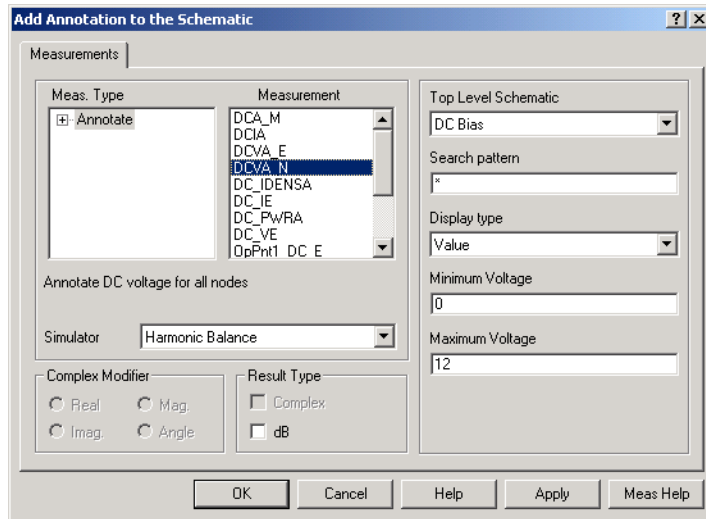 Add Annotation to the Schematic
Measurements
Meas. Type
Annotate
Measurement
DCA_M
DCIA
DCVA_E
DCVA_N
DC_IDENSA
DC_IE
DC_PWRA
DC_VE
OpPnt1_DC_E
Annotate DC voltage for all nodes
Simulator
Harmonic Balance
Complex Modifier
Real
Mag.
Imag.
Angle
Result Type
Complex
dB
Top Level Schematic
DC Bias
Search pattern
*
Display type
Value
Minimum Voltage
0
Maximum Voltage
12
OK
Cancel
Help
Apply
Meas Help